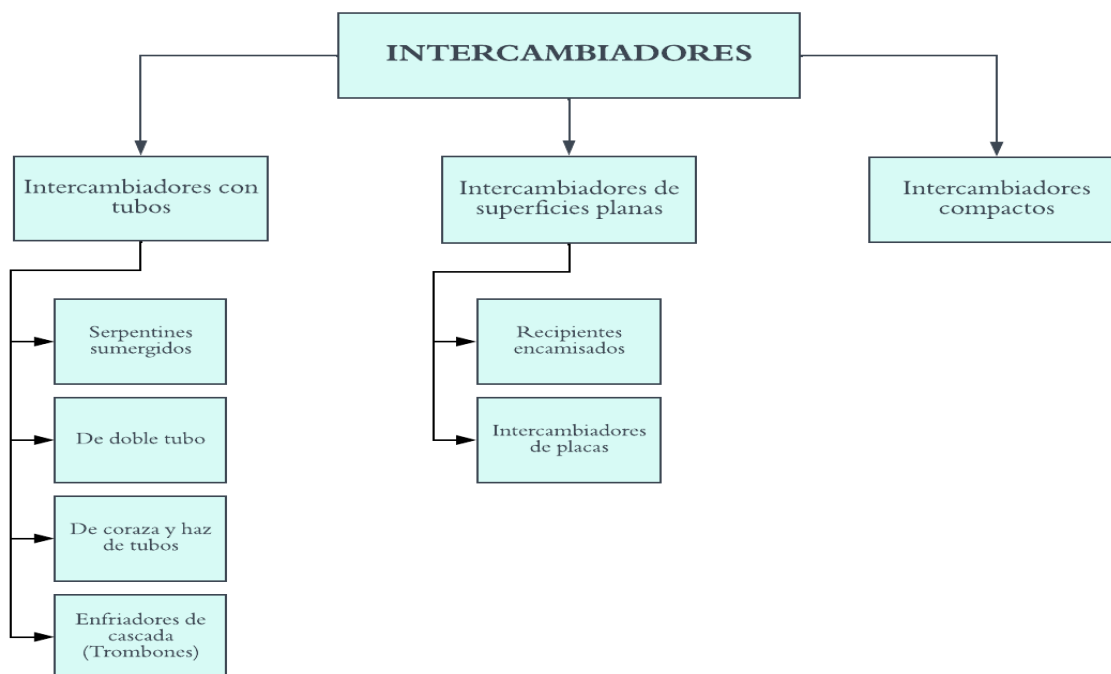 INTERCAMBIADORES
Intercambiadores con
tubos
Intercambiadores de
superficies planas
Intercambiadores
compactos
Serpentines
sumergidos
De doble tubo
De coraza y haz
de tubos
Enfriadores de
cascada
(Trombones)
Recipientes
encamisados
Intercambiadores
de placas